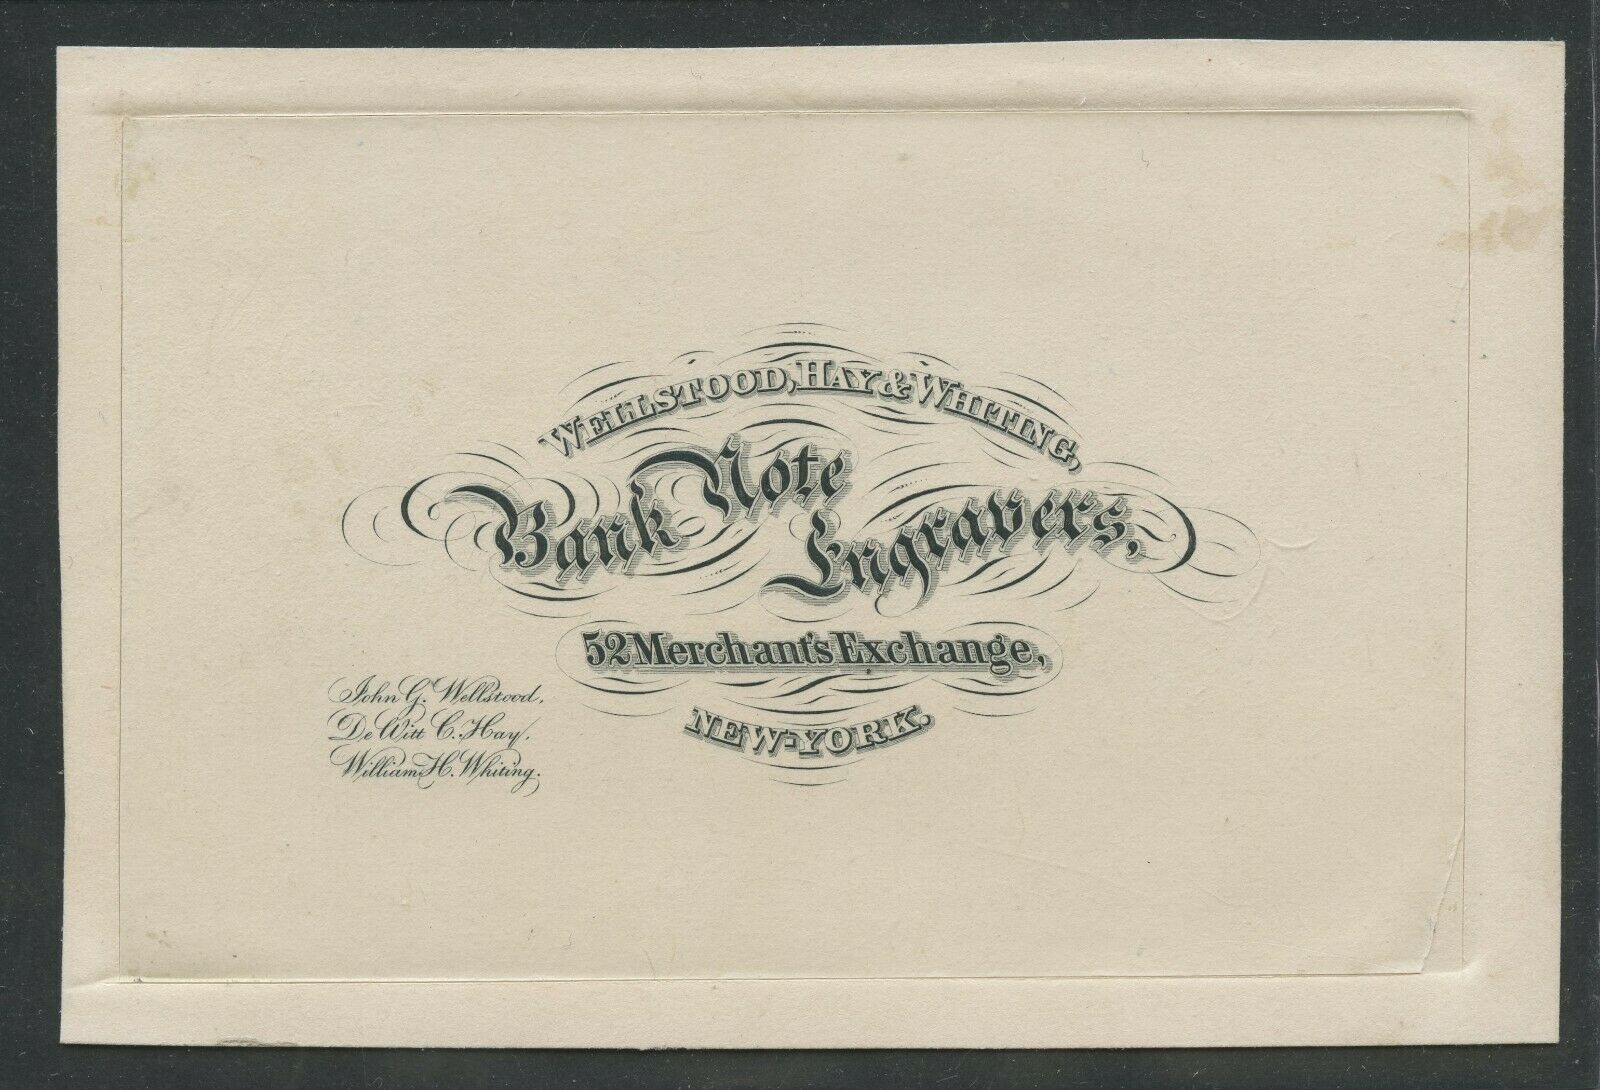 WELLSTOOD, HAY & WHITING,
Bank Note Engravers,
52 Merchant's Exchange,
NEW-YORK.
John G. Wellstood.
De Witt C. Hay.
William H. Whiting.